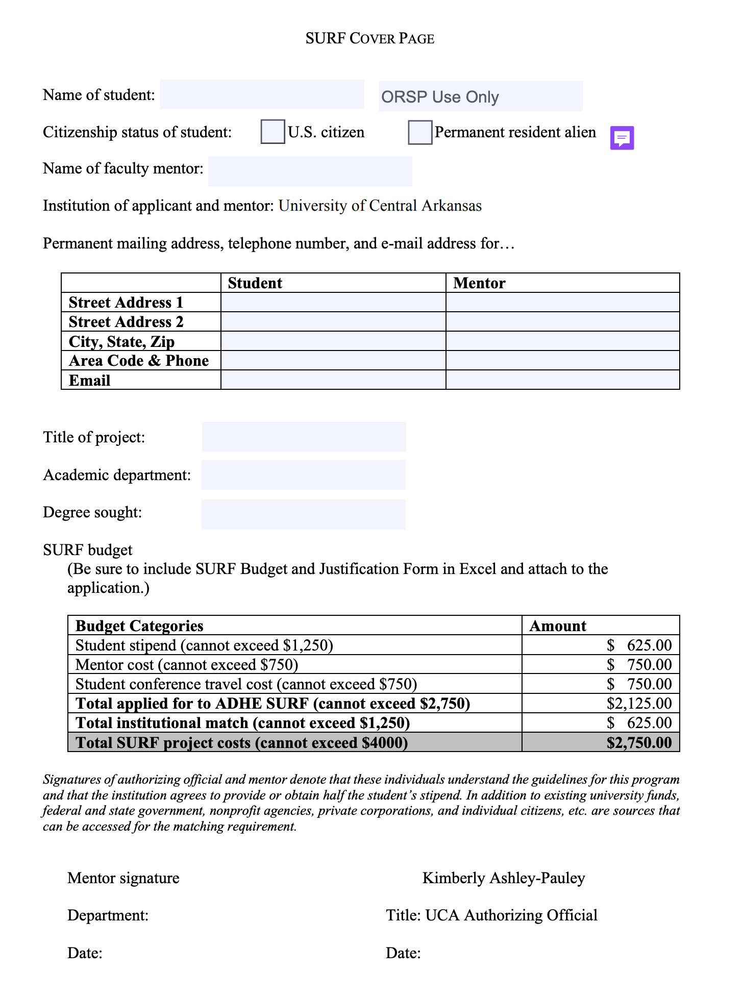 SURF COVER PAGE
Name of student: ORSP Use Only
Citizenship status of student: U.S. citizen Permanent resident alien
Name of faculty mentor:
Institution of applicant and mentor: University of Central Arkansas
Permanent mailing address, telephone number, and e-mail address for…
Student Mentor
Street Address 1
Street Address 2
City, State, Zip
Area Code & Phone
Email
Title of project:
Academic department:
Degree sought:
SURF budget
(Be sure to include SURF Budget and Justification Form in Excel and attach to the
application.)
Budget Categories Amount
Student stipend (cannot exceed $1,250) $ 625.00
Mentor cost (cannot exceed $750) $ 750.00
Student conference travel cost (cannot exceed $750) $ 750.00
Total applied for to ADHE SURF (cannot exceed $2,750) $2,125.00
Total institutional match (cannot exceed $1,250) $ 625.00
Total SURF project costs (cannot exceed $4000) $2,750.00
Signatures of authorizing official and mentor denote that these individuals understand the guidelines for this program
and that the institution agrees to provide or obtain half the student’s stipend. In addition to existing university funds,
federal and state government, nonprofit agencies, private corporations, and individual citizens, etc. are sources that
can be accessed for the matching requirement.
Mentor signature Kimberly Ashley-Pauley
Department: Title: UCA Authorizing Official
Date: Date: